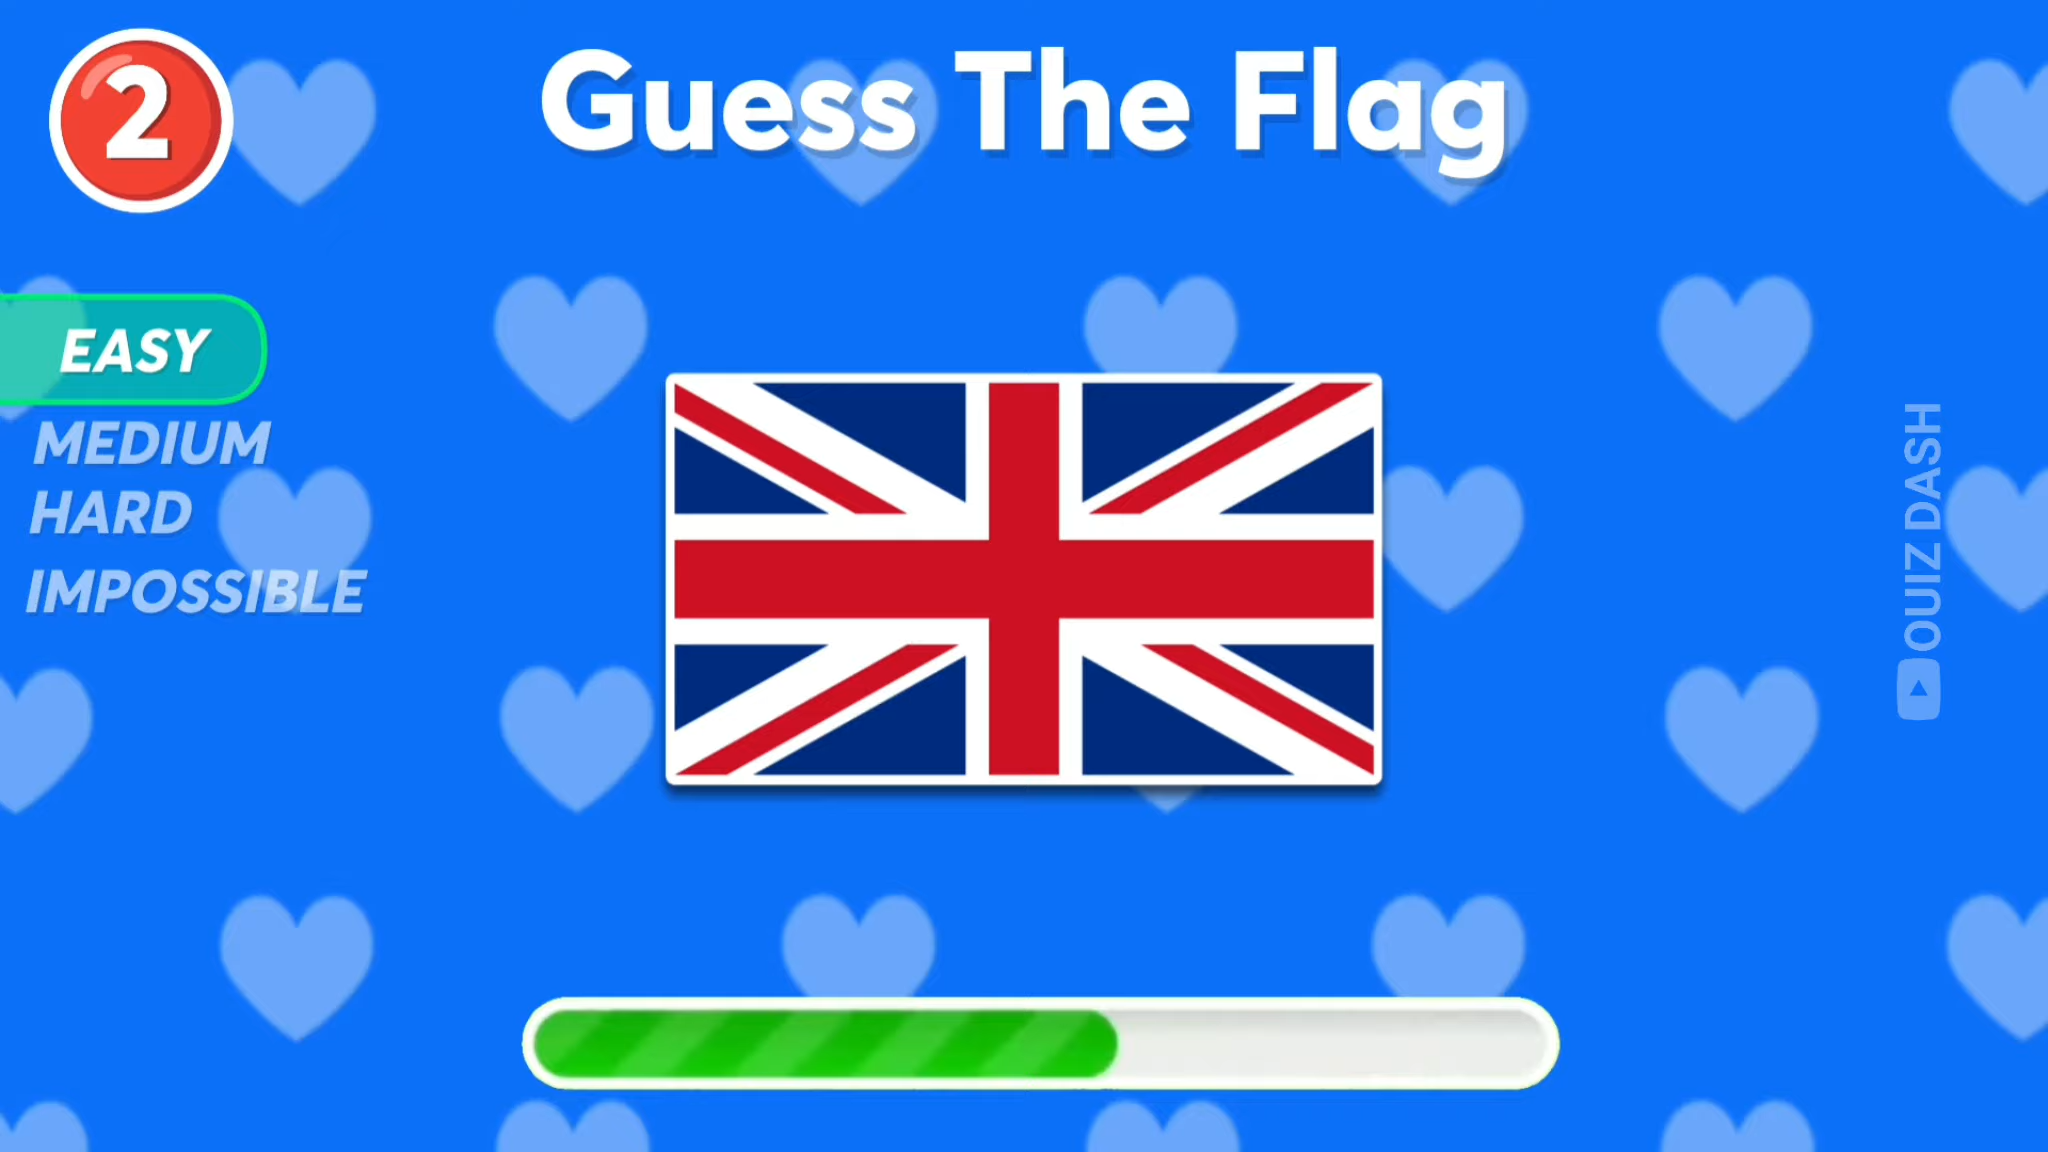 2
Guess The Flag
EASY
MEDIUM
HARD
IMPOSSIBLE
QUIZ DASH